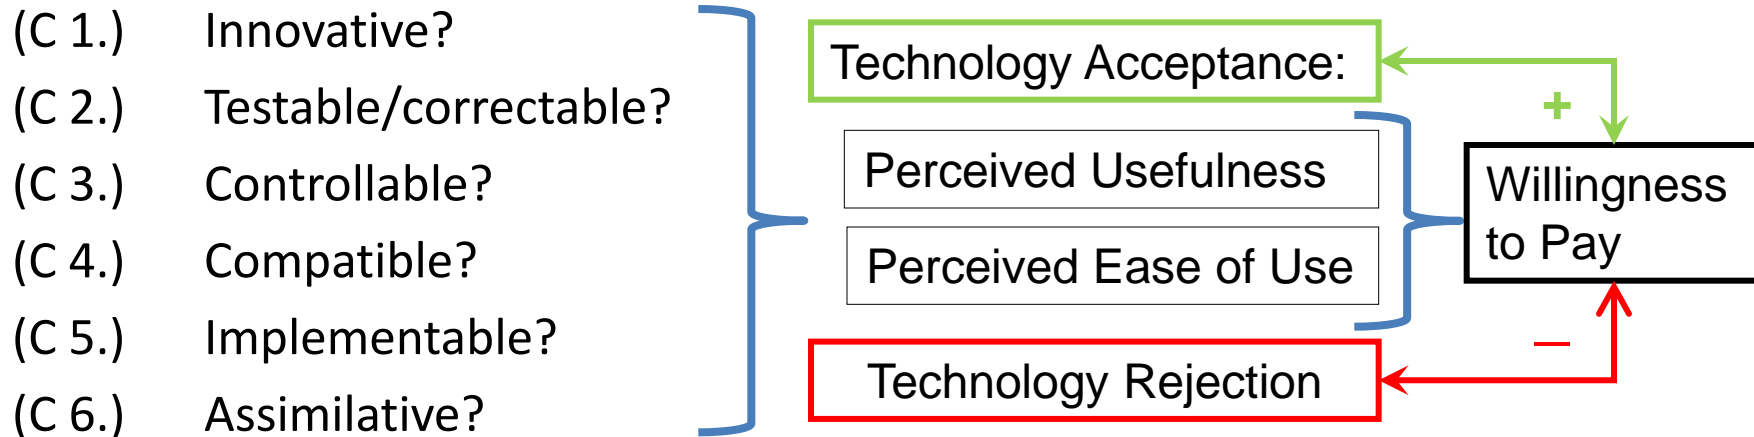 (C 1.) Innovative?
(C 2.) Testable/correctable?
(C 3.) Controllable?
(C 4.) Compatible?
(C 5.) Implementable?
(C 6.) Assimilative?
Technology Acceptance:
Perceived Usefulness
Perceived Ease of Use
Technology Rejection
+
Willingness
to Pay
—